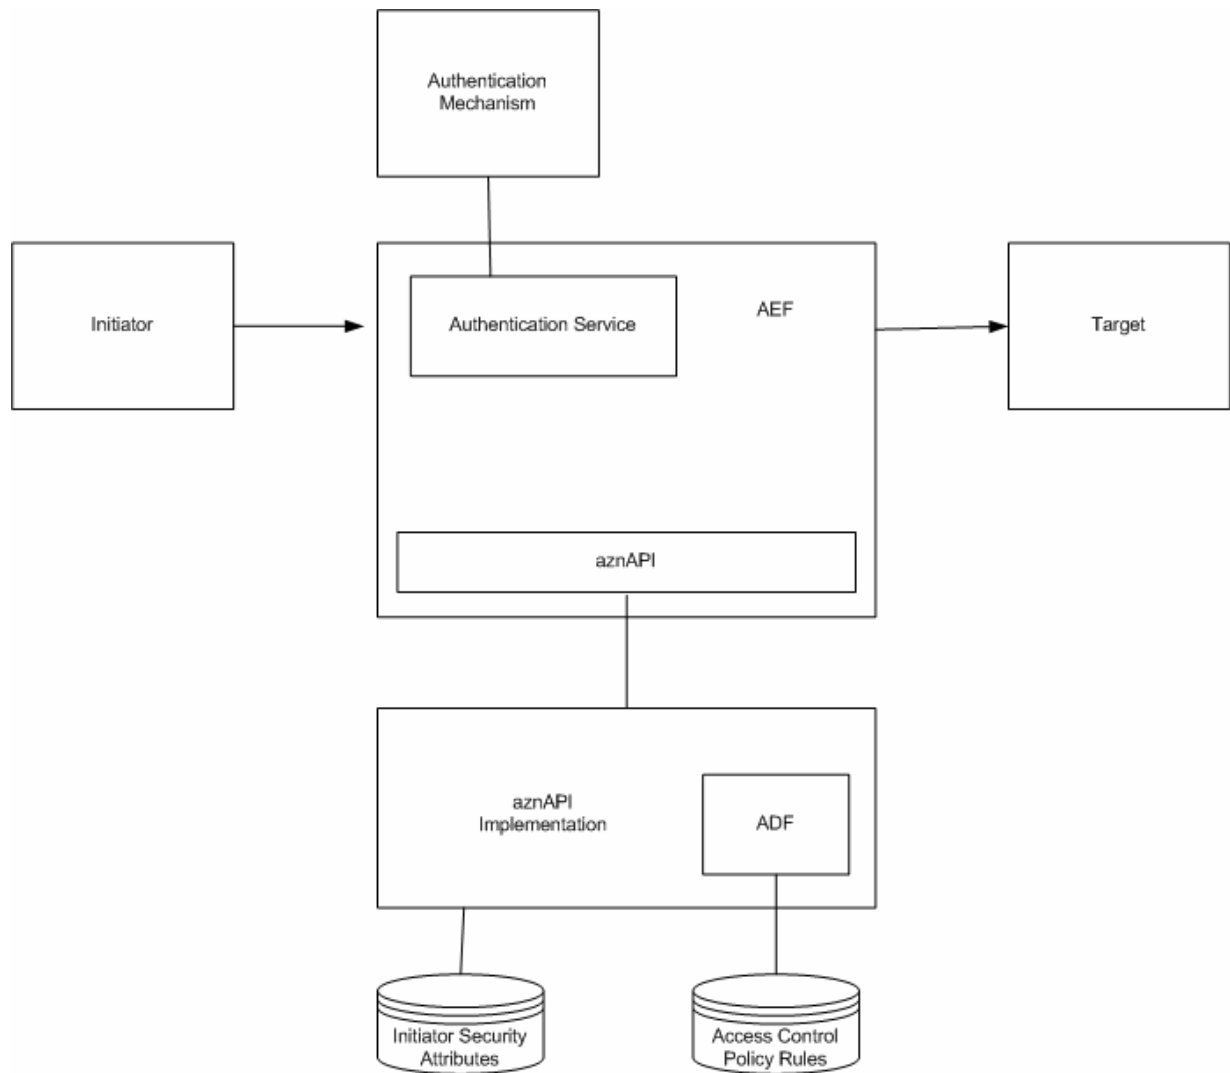 Authentication
Mechanism
Initiator
Authentication Service
AEF
Target
aznAPI
aznAPI
Implementation
ADF
Initiator Security
Attributes
Access Control
Policy Rules